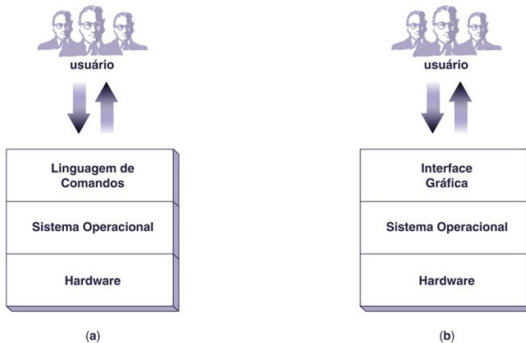 usuário
Linguagem de
Comandos
Sistema Operacional
Hardware
(a)
usuário
Interface
Gráfica
Sistema Operacional
Hardware
(b)